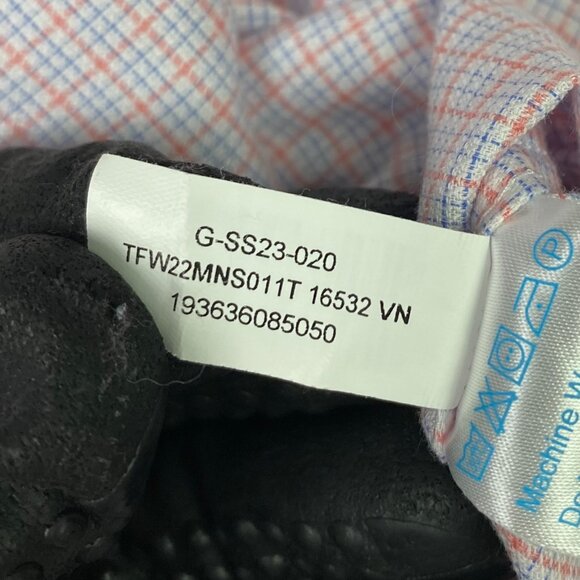 G-SS23-020
TFW22MNS011T 16532 VN
193636085050
P
Machine W